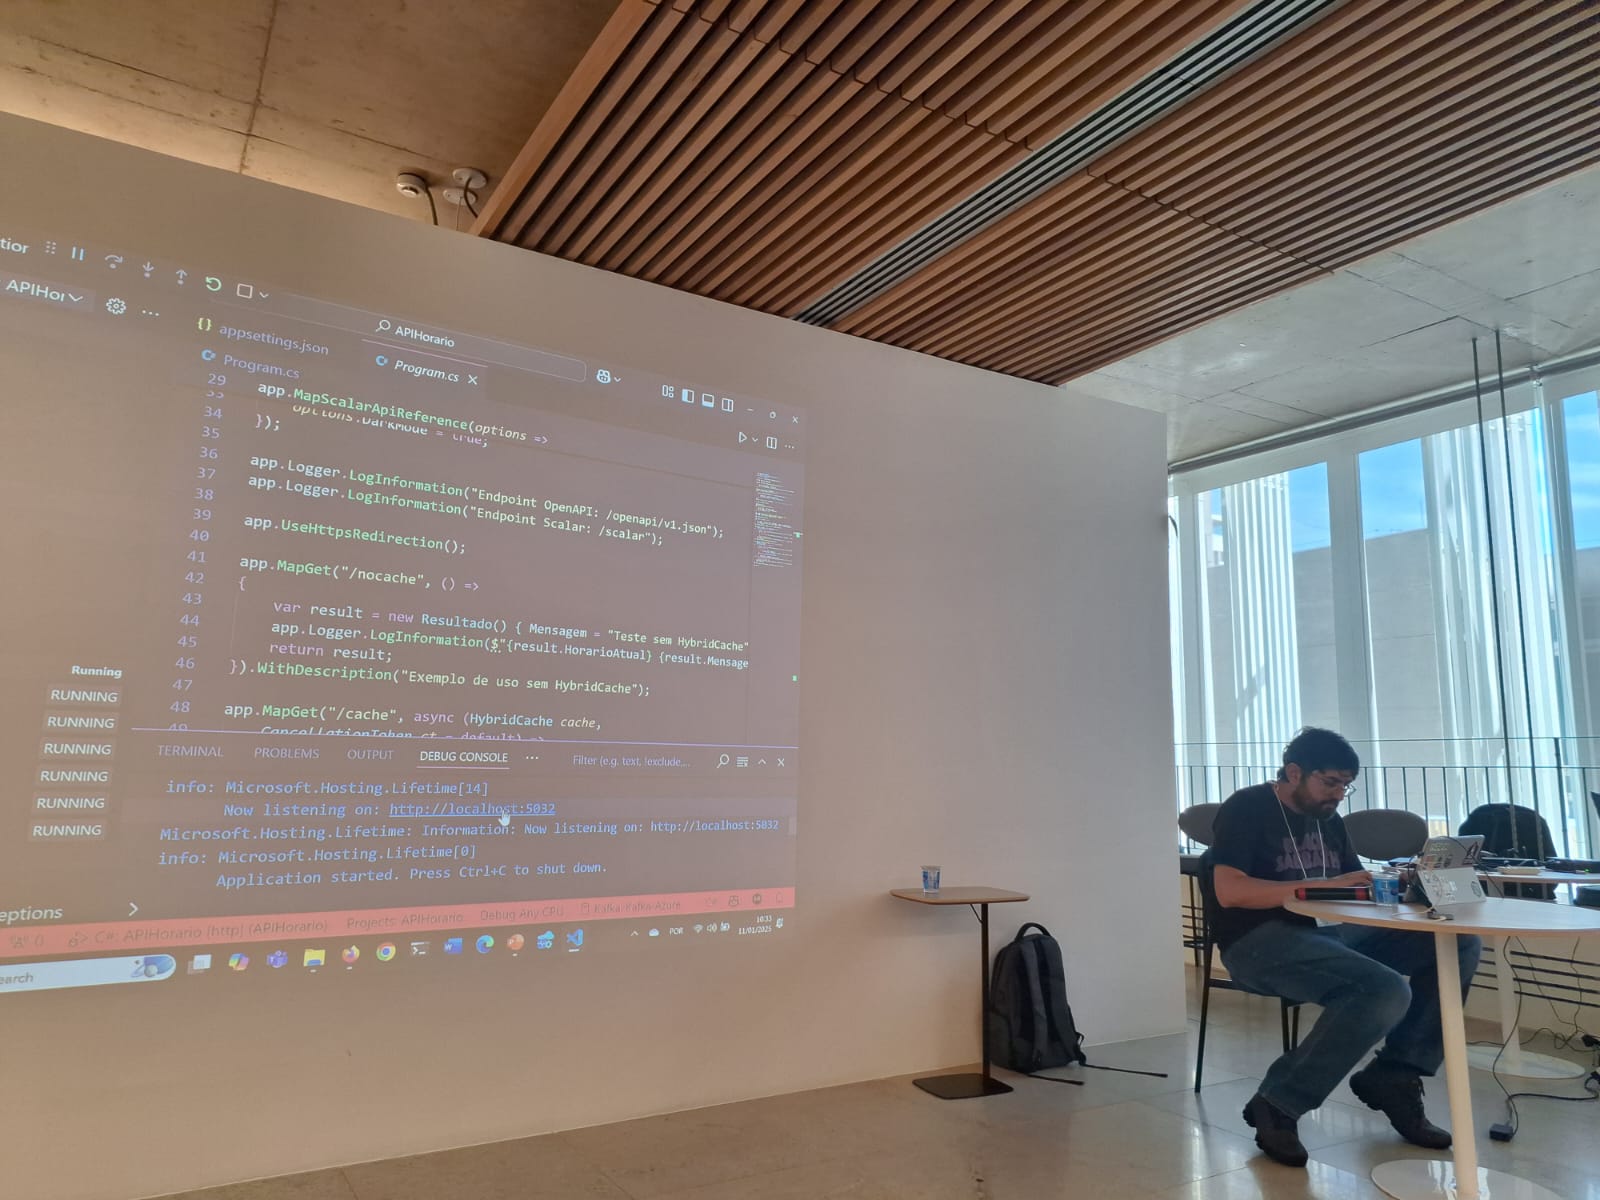 APIHorario
{} appsettings.json
C# Program.cs
C# Program.cs
29 app.MapScalarApiReference(options =>
33
34 options.DarkMode = true;
35 });
36
37 app.Logger.LogInformation("Endpoint OpenAPI: /openapi/v1.json");
38 app.Logger.LogInformation("Endpoint Scalar: /scalar");
39
40 app.UseHttpsRedirection();
41
42 app.MapGet("/nocache", () =>
43 {
44 var result = new Resultado() { Mensagem = "Teste sem HybridCache"
45 app.Logger.LogInformation($"{result.HorarioAtual} {result.Mensage
46 return result;
47 }).WithDescription("Exemplo de uso sem HybridCache");
48 app.MapGet("/cache", async (HybridCache cache,
49 CancellationToken ct = default) =>
Running
RUNNING
RUNNING
RUNNING
RUNNING
RUNNING
RUNNING
TERMINAL PROBLEMS OUTPUT DEBUG CONSOLE ... Filter (e.g. text, !exclude,...
info: Microsoft.Hosting.Lifetime[14]
Now listening on: http://localhost:5032
Microsoft.Hosting.Lifetime: Information: Now listening on: http://localhost:5032
info: Microsoft.Hosting.Lifetime[0]
Application started. Press Ctrl+C to shut down.
eptions
C#: APIHorario [http] (APIHorario) Projects: APIHorario Debug Any CPU Kafka: Kafka-Azure
earch
POR
10:33
11/01/2025